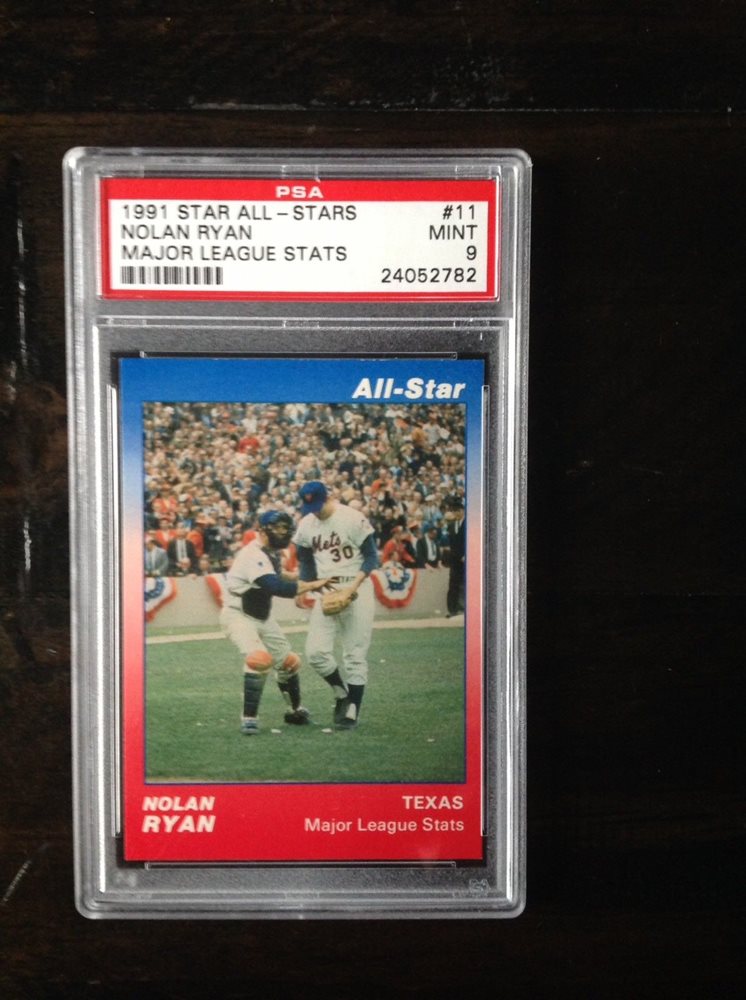 PSA
1991 STAR ALL-STARS #11
NOLAN RYAN MINT
MAJOR LEAGUE STATS 9
24052782
All-Star
Mets
30
NOLAN TEXAS
RYAN Major League Stats